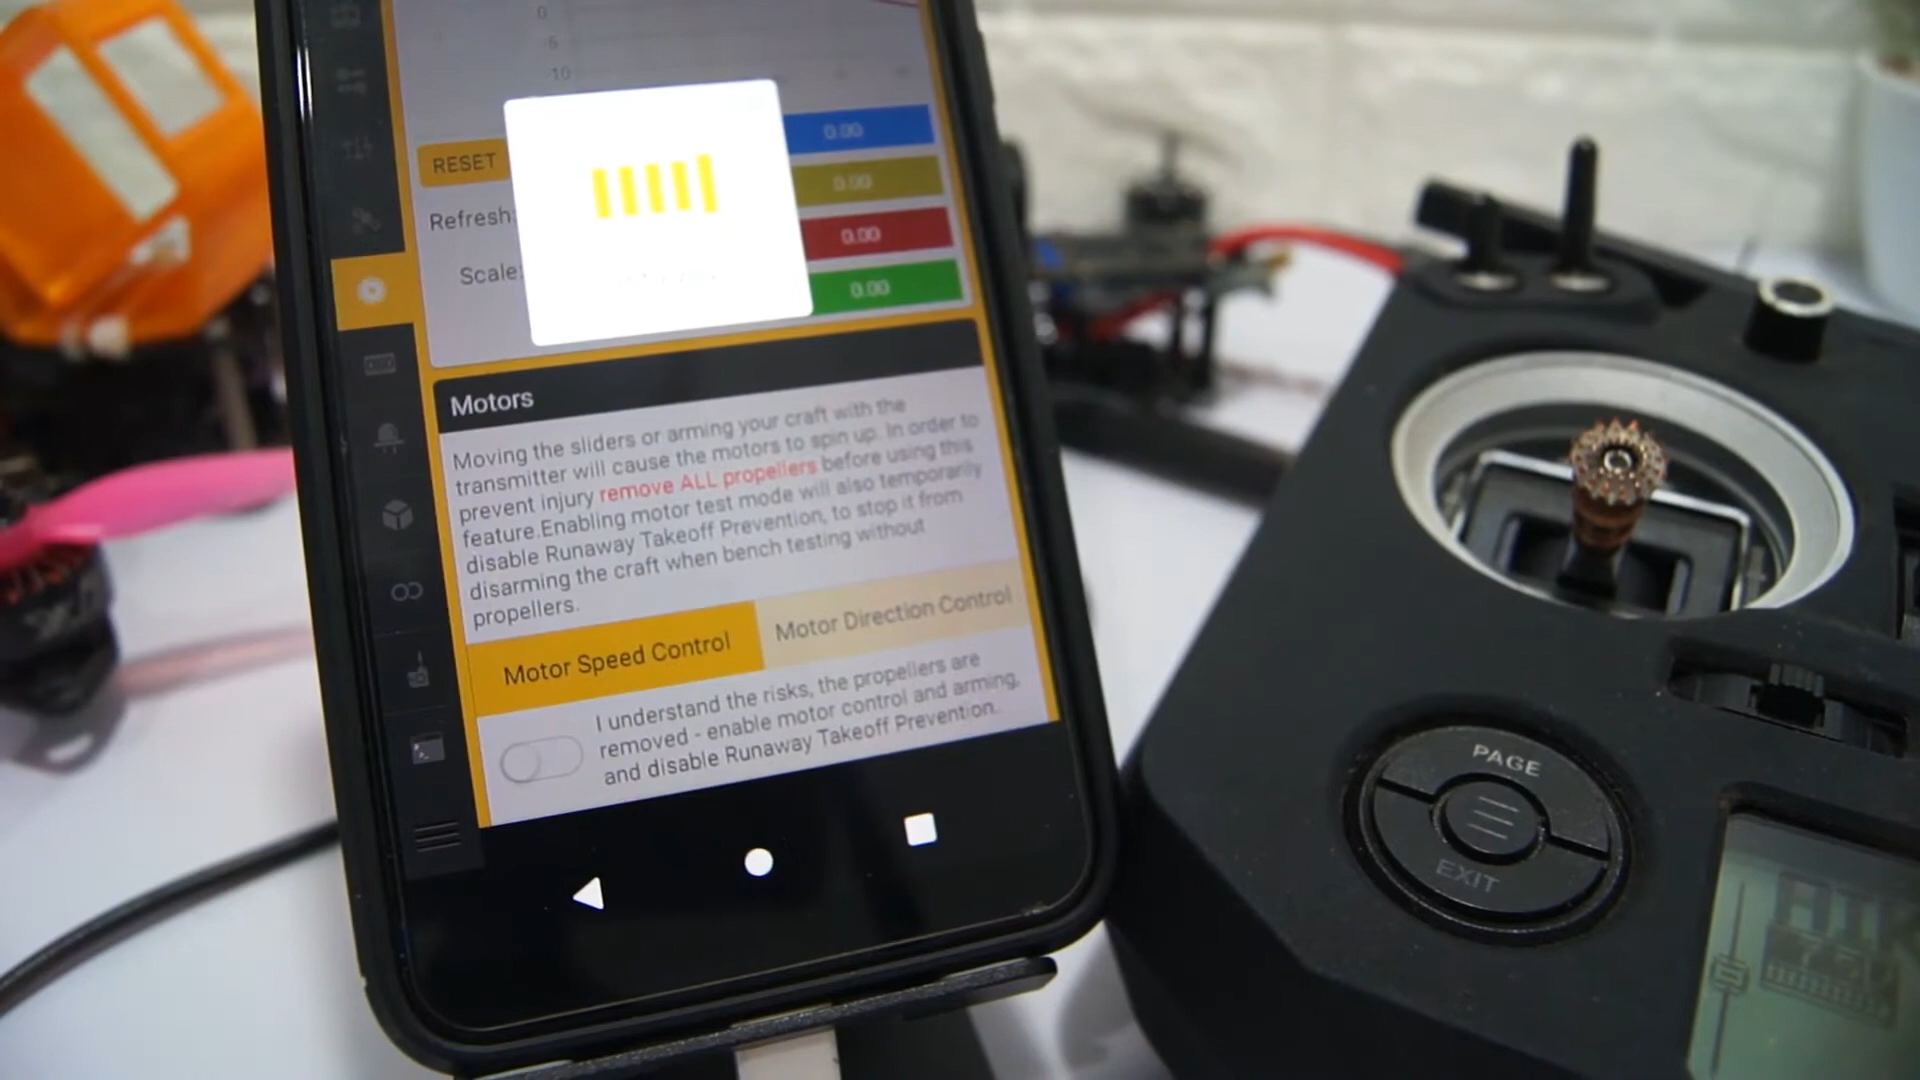 0
-5
-10
RESET
0.00
0.00
Refresh:
0.00
Scale:
0.00
Motors
Moving the sliders or arming your craft with the
transmitter will cause the motors to spin up. In order to
prevent injury remove ALL propellers before using this
feature.Enabling motor test mode will also temporarily
disable Runaway Takeoff Prevention, to stop it from
disarming the craft when bench testing without
propellers.
Motor Speed Control
Motor Direction Control
I understand the risks, the propellers are
removed - enable motor control and arming,
and disable Runaway Takeoff Prevention.
PAGE
EXIT